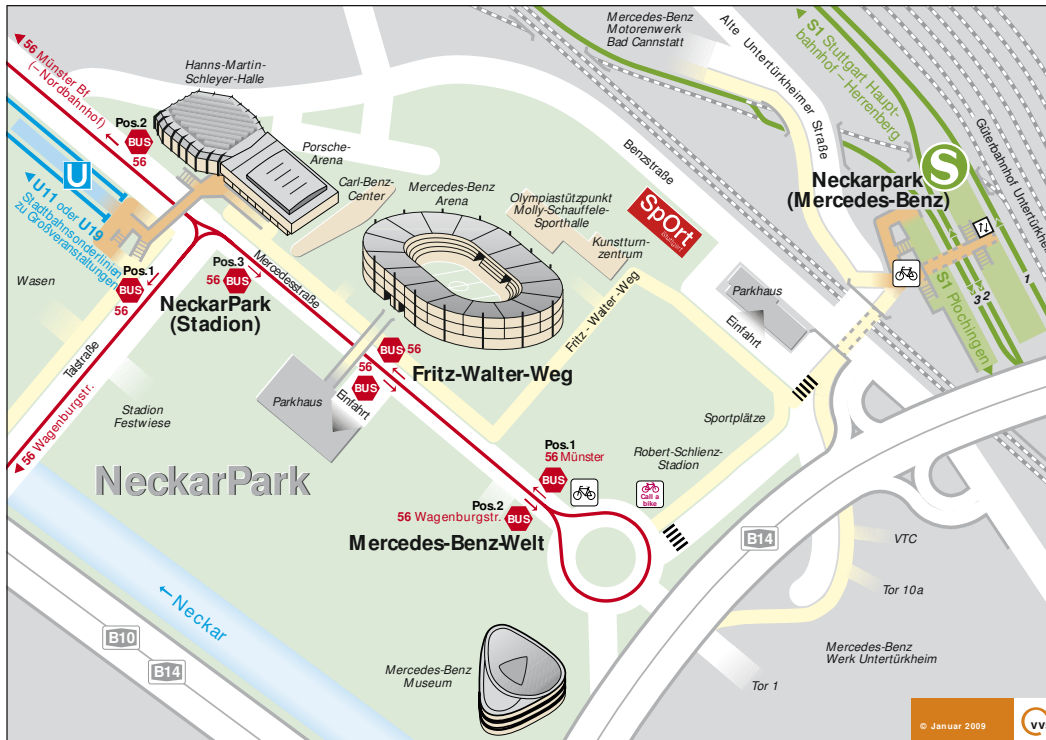 56 Münster Bf
(–Nordbahnhof)
Hanns-Martin-
Schleyer-Halle
Mercedes-Benz
Motorenwerk
Bad Cannstatt
Alte Untertürkheimer Straße
S1 Stuttgart Haupt-
bahnhof – Herrenberg
Güterbahnhof Untertürkheim
S
Neckarpark
(Mercedes-Benz)
Pos.2
BUS
56
U
U11 oder U19
Stadtbahnsonderlinien
zu Großveranstaltungen
Porsche-
Arena
Carl-Benz-
Center
Mercedes-Benz
Arena
Olympiastützpunkt
Molly-Schauffele-
Sporthalle
Kunstturn-
zentrum
SpOrt
Stuttgart
Benzstraße
Wasen
Pos.1
BUS
56
Pos.3
56 BUS
Mercedesstraße
NeckarPark
(Stadion)
Parkhaus
Einfahrt
S1 Plochingen
3 2
1
Fritz-Walter-Weg
Talstraße
56 Wagenburgstr.
BUS 56
56
BUS
Fritz-Walter-Weg
Parkhaus
Einfahrt
Stadion
Festwiese
Sportplätze
NeckarPark
Pos.1
56 Münster
BUS
Robert-Schlienz-
Stadion
Call a
bike
Pos.2
56 Wagenburgstr. BUS
Mercedes-Benz-Welt
B14
VTC
Tor 10a
Neckar
B10
B14
Mercedes-Benz
Museum
Mercedes-Benz
Werk Untertürkheim
Tor 1
© Januar 2009